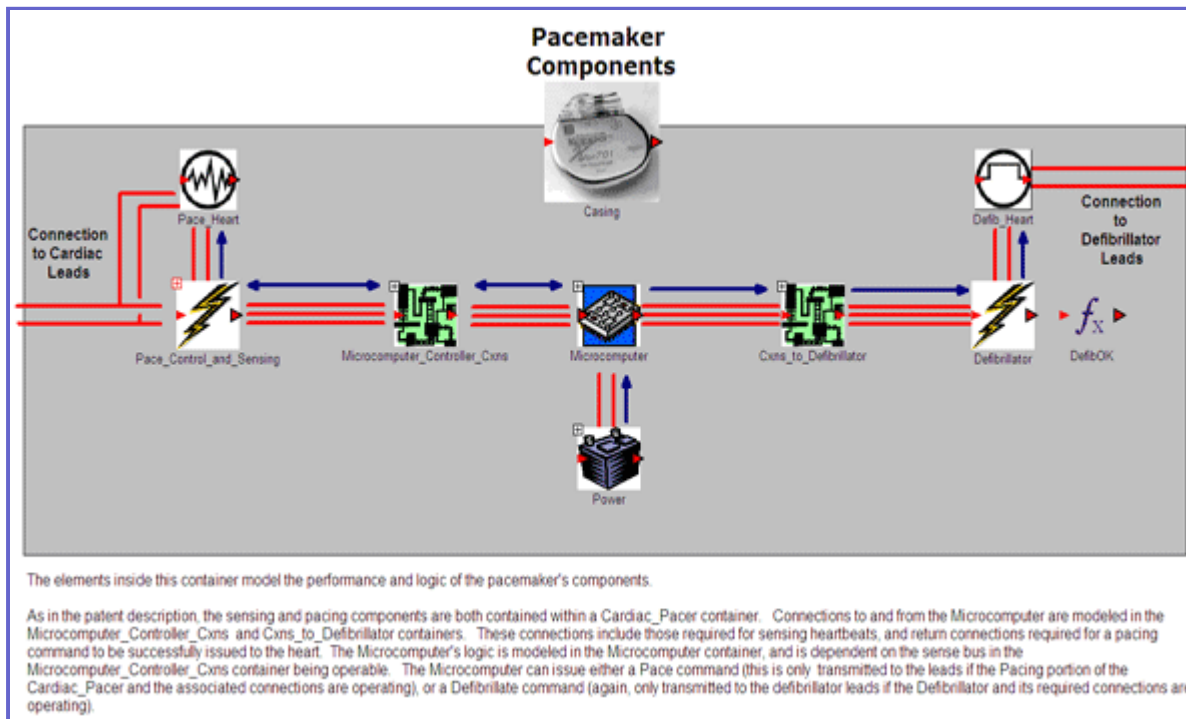 Pacemaker
Components
Casing
Pace_Heart
Defib_Heart
Connection
to Cardiac
Leads
Connection
to
Defibrillator
Leads
Pace_Control_and_Sensing
Microcomputer_Controller_Cxns
Microcomputer
Cxns_to_Defibrillator
Defibrillator
fx
DefibOK
Power
The elements inside this container model the performance and logic of the pacemaker's components.
As in the patent description, the sensing and pacing components are both contained within a Cardiac_Pacer container. Connections to and from the Microcomputer are modeled in the
Microcomputer_Controller_Cxns and Cxns_to_Defibrillator containers. These connections include those required for sensing heartbeats, and return connections required for a pacing
command to be successfully issued to the heart. The Microcomputer's logic is modeled in the Microcomputer container, and is dependent on the sense bus in the
Microcomputer_Controller_Cxns container being operable. The Microcomputer can issue either a Pace command (this is only transmitted to the leads if the Pacing portion of the
Cardiac_Pacer and the associated connections are operating), or a Defibrillate command (again, only transmitted to the defibrillator leads if the Defibrillator and its required connections are
operating).